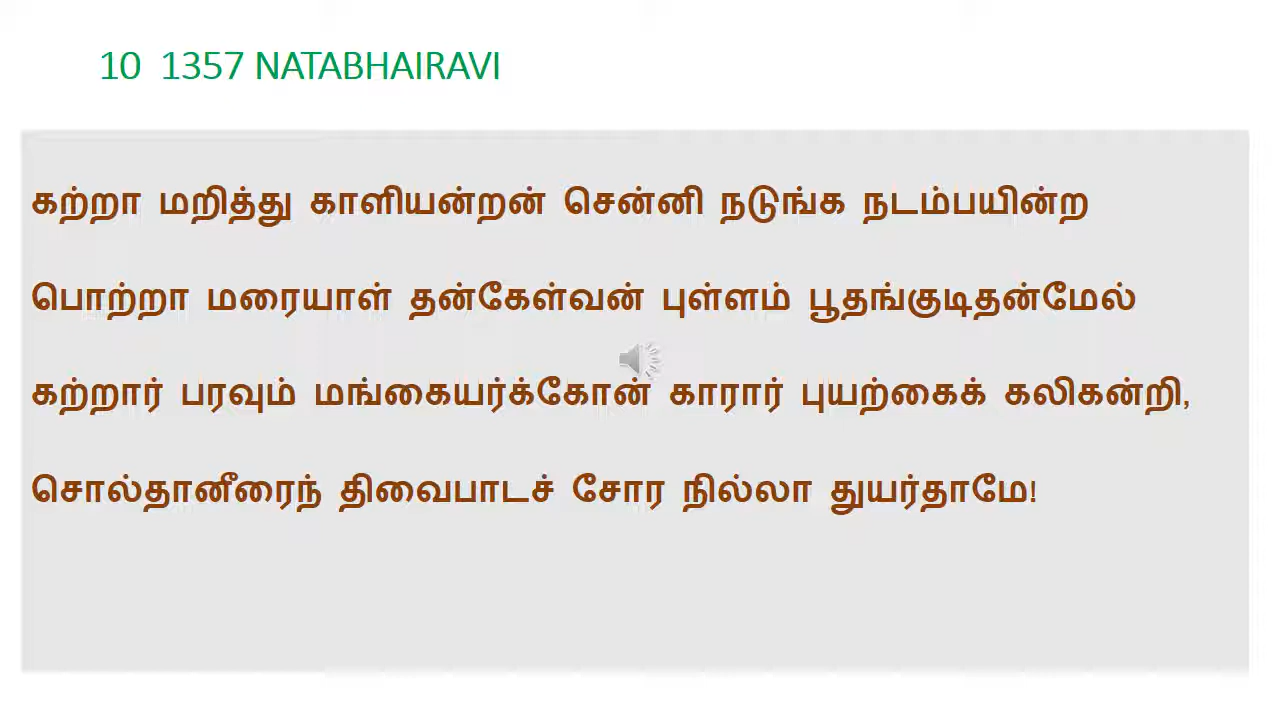 10 1357 NATABHAIRAVI
கற்றா மறித்து காளியன்றன் சென்னி நடுங்க நடம்பயின்ற
பொற்றா மரையாள் தன்கேள்வன் புள்ளம் பூதங்குடிதன்மேல்
கற்றார் பரவும் மங்கையர்க்கோன் காரார் புயற்கைக் கலிகன்றி,
சொல்தானீரைந் திவைபாடச் சோர நில்லா துயர்தாமே!